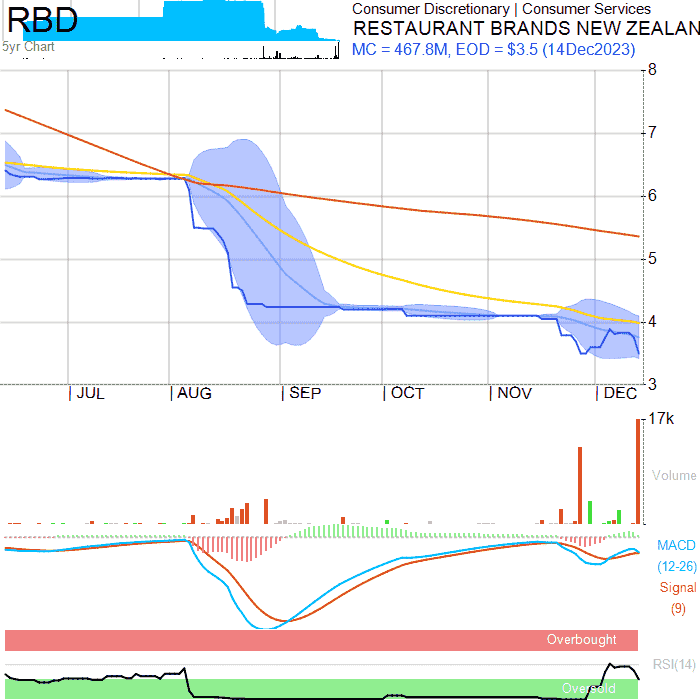 RBD
5yr Chart
Consumer Discretionary | Consumer Services
RESTAURANT BRANDS NEW ZEALAN
MC = 467.8M, EOD = $3.5 (14Dec2023)
8
7
6
5
4
3
JUL
AUG
SEP
OCT
NOV
DEC
17k
Volume
MACD
(12-26)
Signal
(9)
Overbought
RSI(14)
Oversold